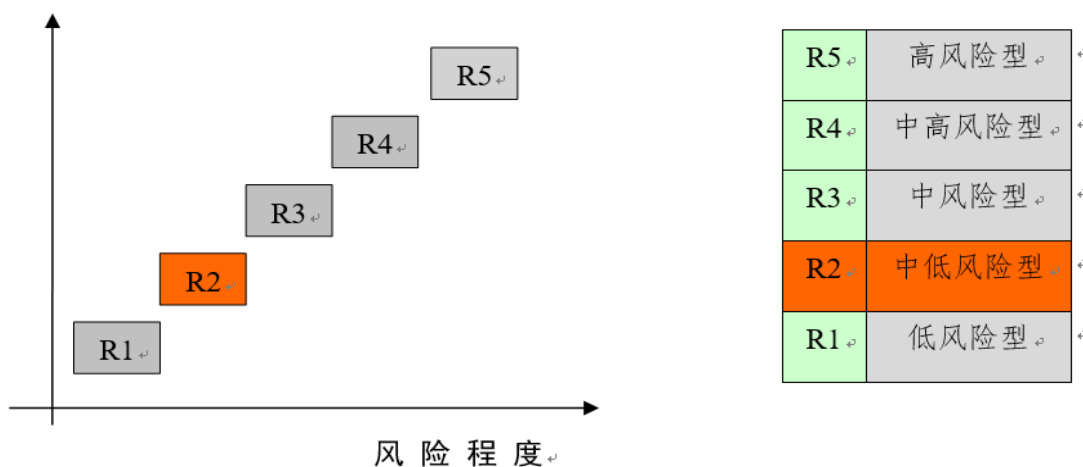 R5
R4
R3
R2
R1
风 险 程 度
R5 高风险型
R4 中高风险型
R3 中风险型
R2 中低风险型
R1 低风险型